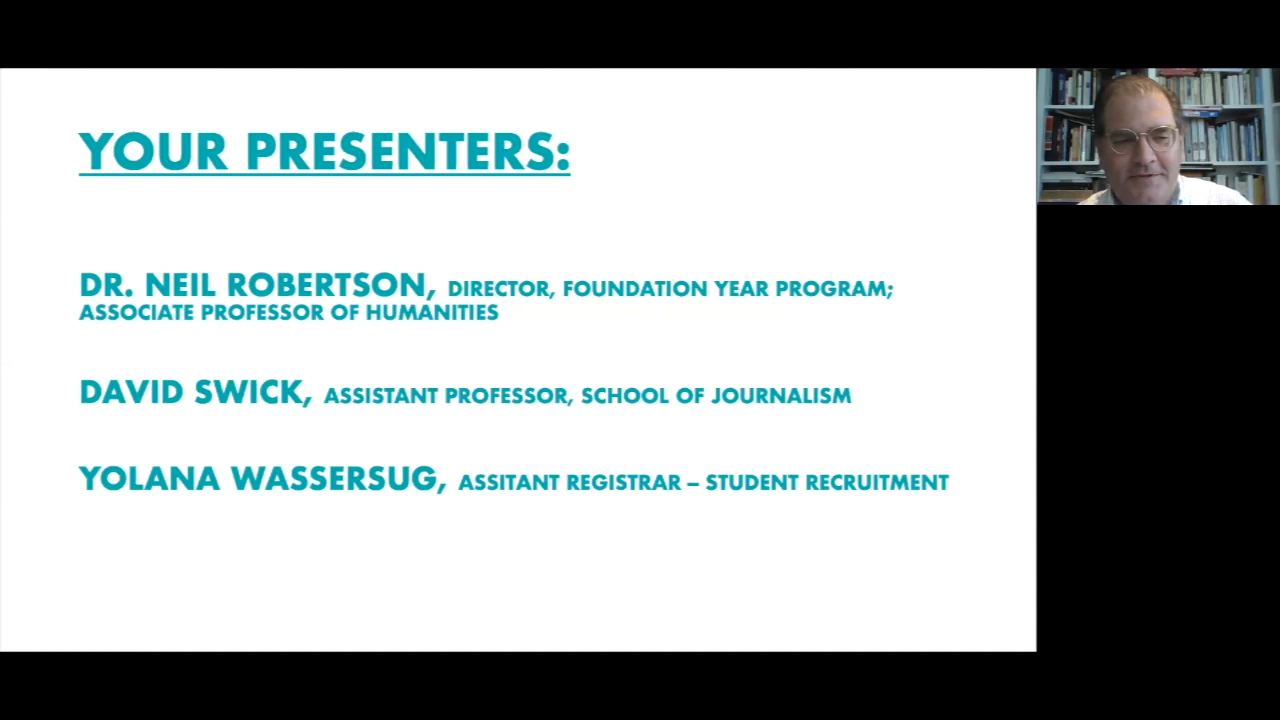 YOUR PRESENTERS:
DR. NEIL ROBERTSON, DIRECTOR, FOUNDATION YEAR PROGRAM;
ASSOCIATE PROFESSOR OF HUMANITIES
DAVID SWICK, ASSISTANT PROFESSOR, SCHOOL OF JOURNALISM
YOLANA WASSERSUG, ASSITANT REGISTRAR – STUDENT RECRUITMENT